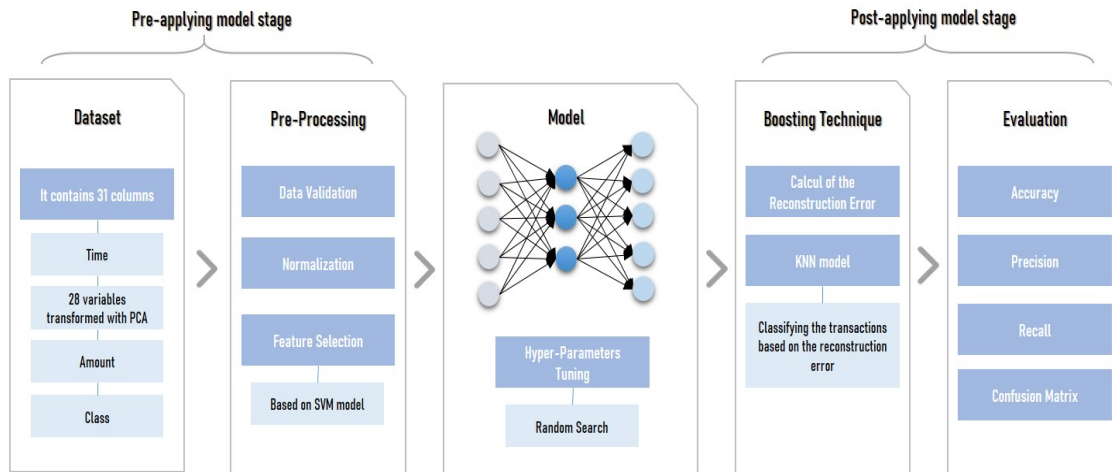 Pre-applying model stage
Post-applying model stage
Dataset
It contains 31 columns
Time
28 variables
transformed with PCA
Amount
Class
Pre-Processing
Data Validation
Normalization
Feature Selection
Based on SVM model
Model
Hyper-Parameters
Tuning
Random Search
Boosting Technique
Calcul of the
Reconstruction Error
KNN model
Classifying the transactions
based on the reconstruction
error
Evaluation
Accuracy
Precision
Recall
Confusion Matrix